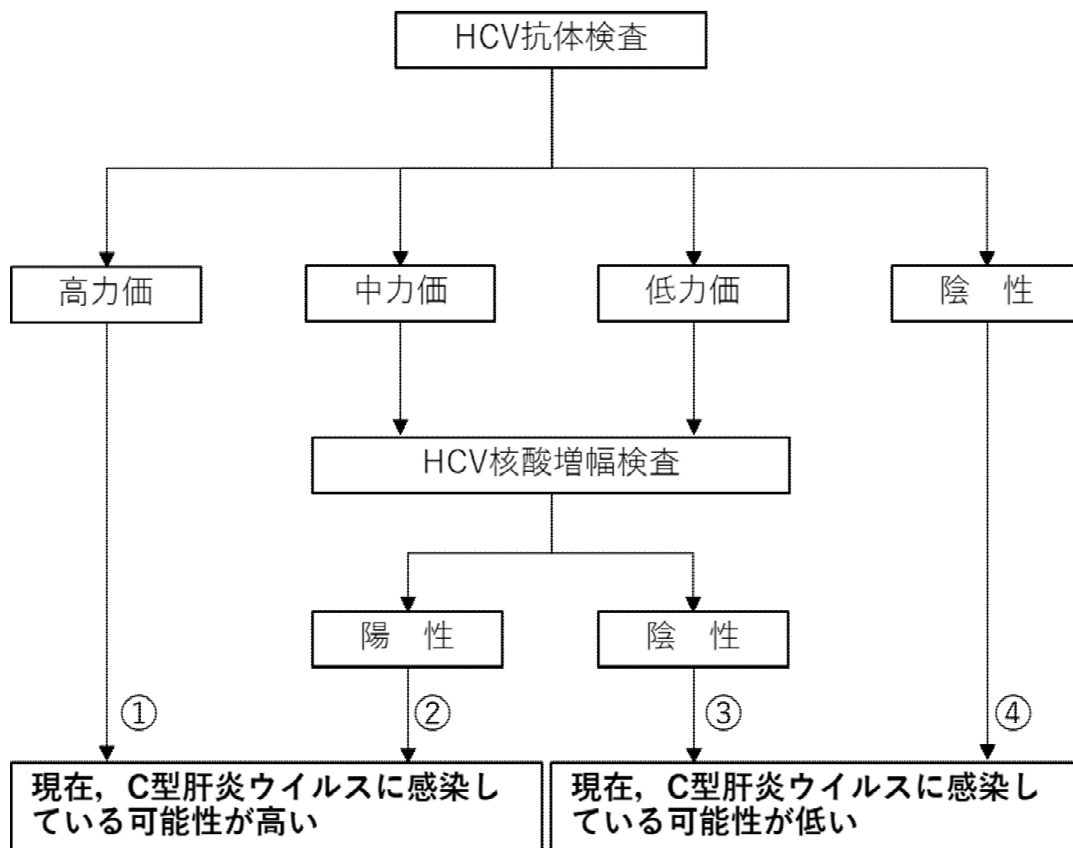 HCV抗体検査
高力価
中力価
低力価
陰　性
HCV核酸増幅検査
陽　性
陰　性
①
②
③
④
現在，C型肝炎ウイルスに感染し
ている可能性が高い
現在，C型肝炎ウイルスに感染し
ている可能性が低い